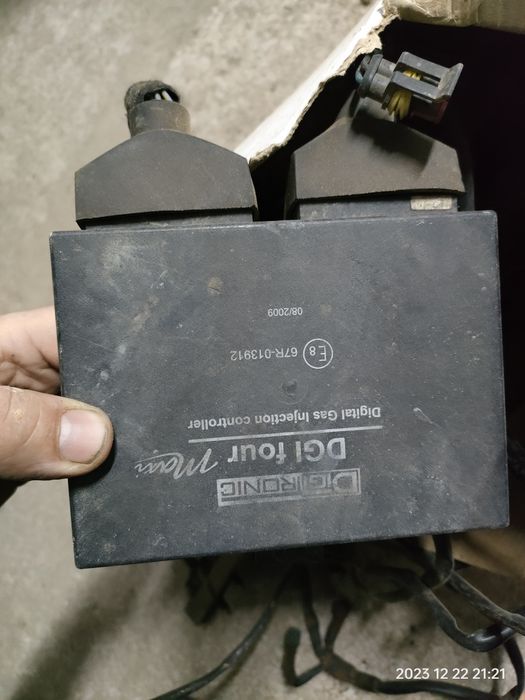 DIGITRONIC
DGI four Maxi
Digital Gas Injection controller
E8 67R-013912
08/2009
2023 12 22 21:21